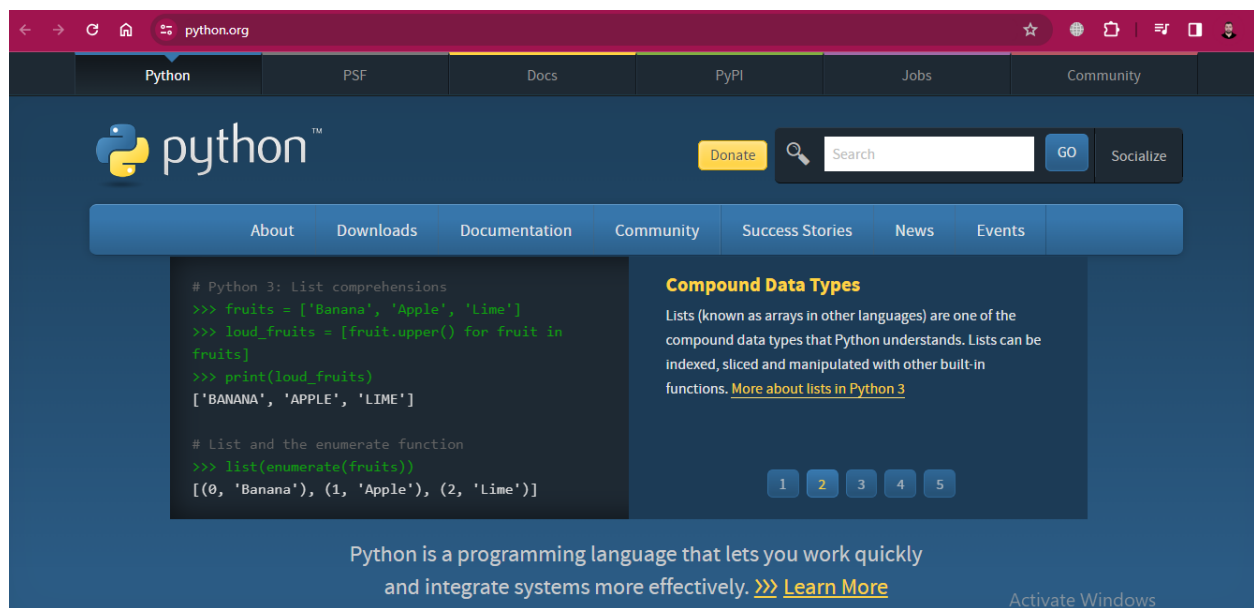 python.org
Python PSF Docs PyPI Jobs Community
python™
Donate Search GO Socialize
About Downloads Documentation Community Success Stories News Events
# Python 3: List comprehensions
>>> fruits = ['Banana', 'Apple', 'Lime']
>>> loud_fruits = [fruit.upper() for fruit in
fruits]
>>> print(loud_fruits)
['BANANA', 'APPLE', 'LIME']
# List and the enumerate function
>>> list(enumerate(fruits))
[(0, 'Banana'), (1, 'Apple'), (2, 'Lime')]
Compound Data Types
Lists (known as arrays in other languages) are one of the
compound data types that Python understands. Lists can be
indexed, sliced and manipulated with other built-in
functions. More about lists in Python 3
1 2 3 4 5
Python is a programming language that lets you work quickly
and integrate systems more effectively. >>> Learn More
Activate Windows